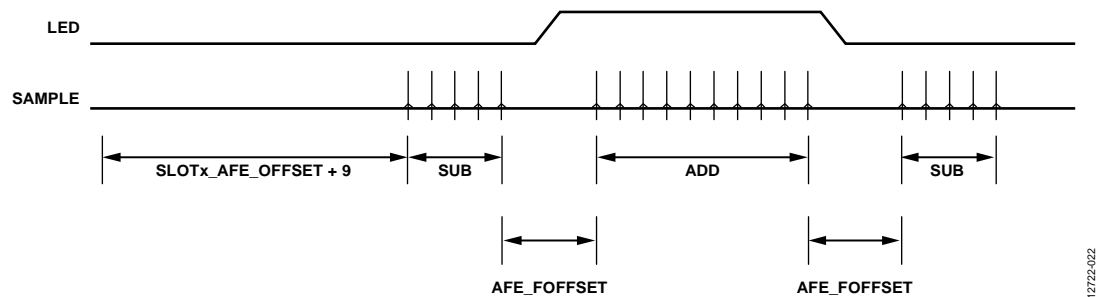 LED
SAMPLE
SLOTx_AFE_OFFSET + 9
SUB
ADD
SUB
AFE_FOFFSET
AFE_FOFFSET
12722-022